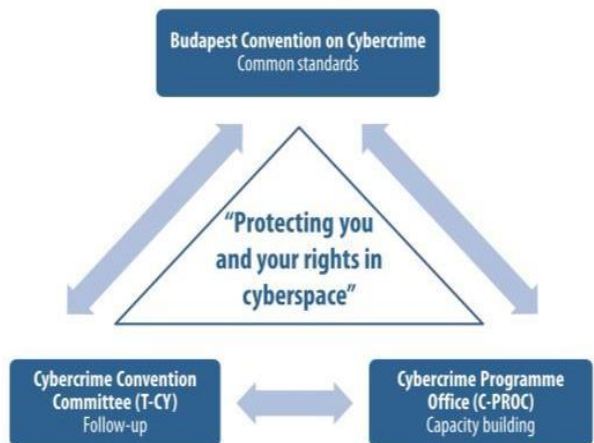 Budapest Convention on Cybercrime
Common standards
“Protecting you
and your rights in
cyberspace”
Cybercrime Convention
Committee (T-CY)
Follow-up
Cybercrime Programme
Office (C-PROC)
Capacity building